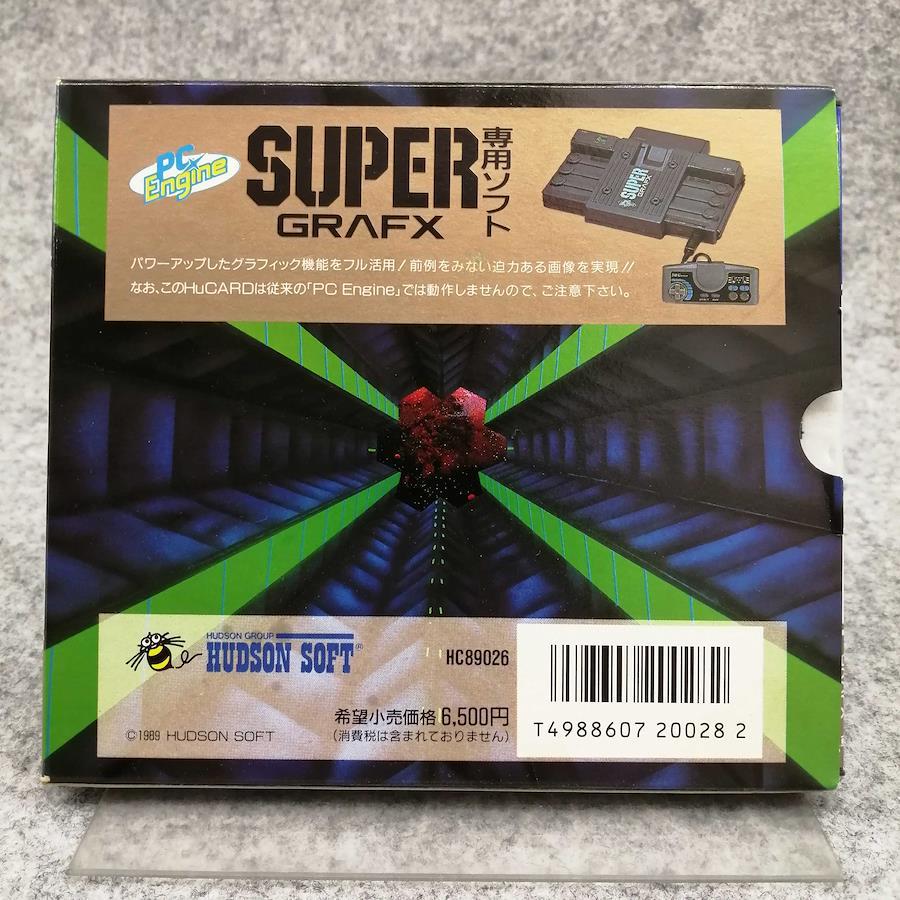 PC Engine
SUPER
GRAFX
専用ソフト
SUPER
GRAFX
パワーアップしたグラフィック機能をフル活用！前例をみない迫力ある画像を実現！！
なお、このHuCARDは従来の「PC Engine」では動作しませんので、ご注意下さい。
HUDSON GROUP
HUDSON SOFT®
HC89026
希望小売価格6,500円
（消費税は含まれておりません）
©1989 HUDSON SOFT
T4988607 20028 2